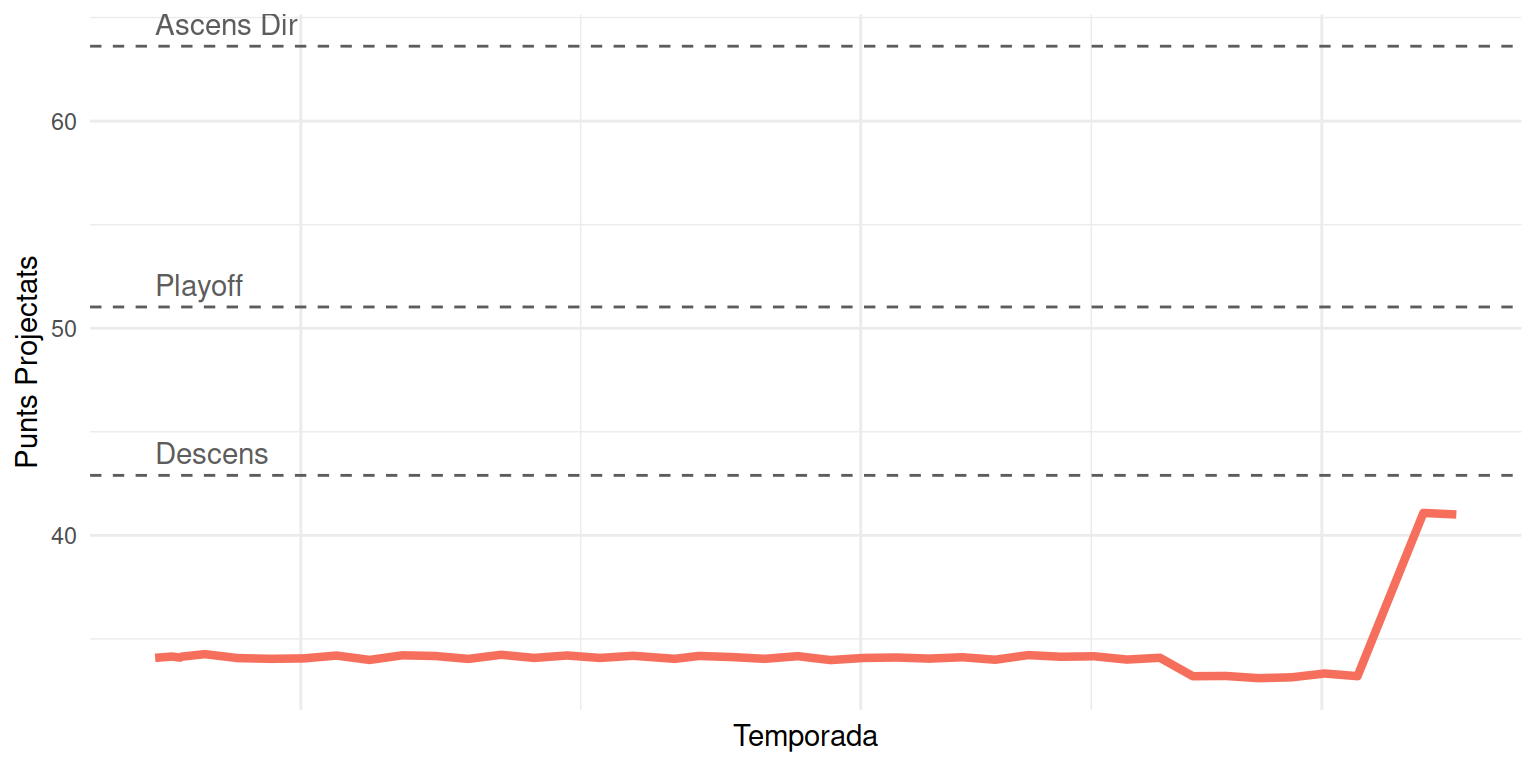 Ascens Dir
60
Playoff
50
Descens
40
Punts Projectats
Temporada